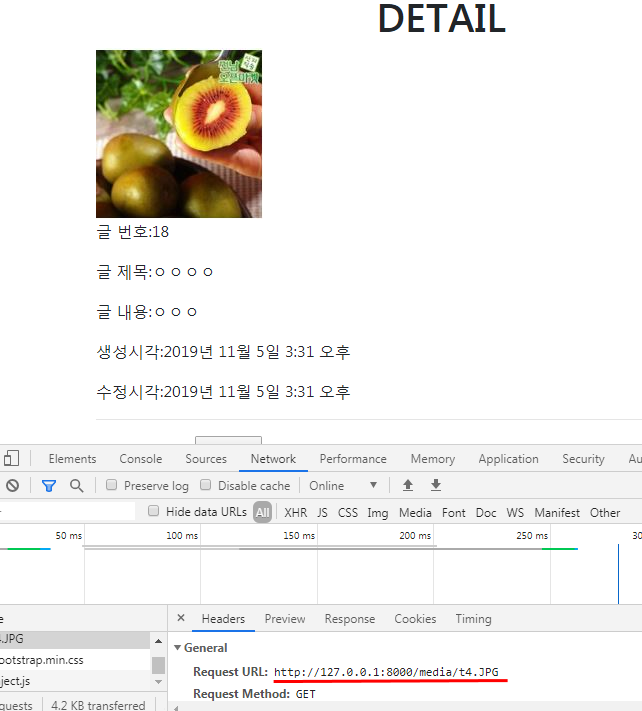 DETAIL
전남
오픈마켓
글 번호:18
글 제목:ㅇㅇㅇㅇ
글 내용:ㅇㅇㅇ
생성시각:2019년 11월 5일 3:31 오후
수정시각:2019년 11월 5일 3:31 오후
Elements Console Sources Network Performance Memory Application Security Au
Preserve log Disable cache Online
Hide data URLs All XHR JS CSS Img Media Font Doc WS Manifest Other
50 ms 100 ms 150 ms 200 ms 250 ms 30
e × Headers Preview Response Cookies Timing
.JPG General
ootstrap.min.css Request URL: http://127.0.0.1:8000/media/t4.JPG
ject.js Request Method: GET
quests 4.2 KB transferred